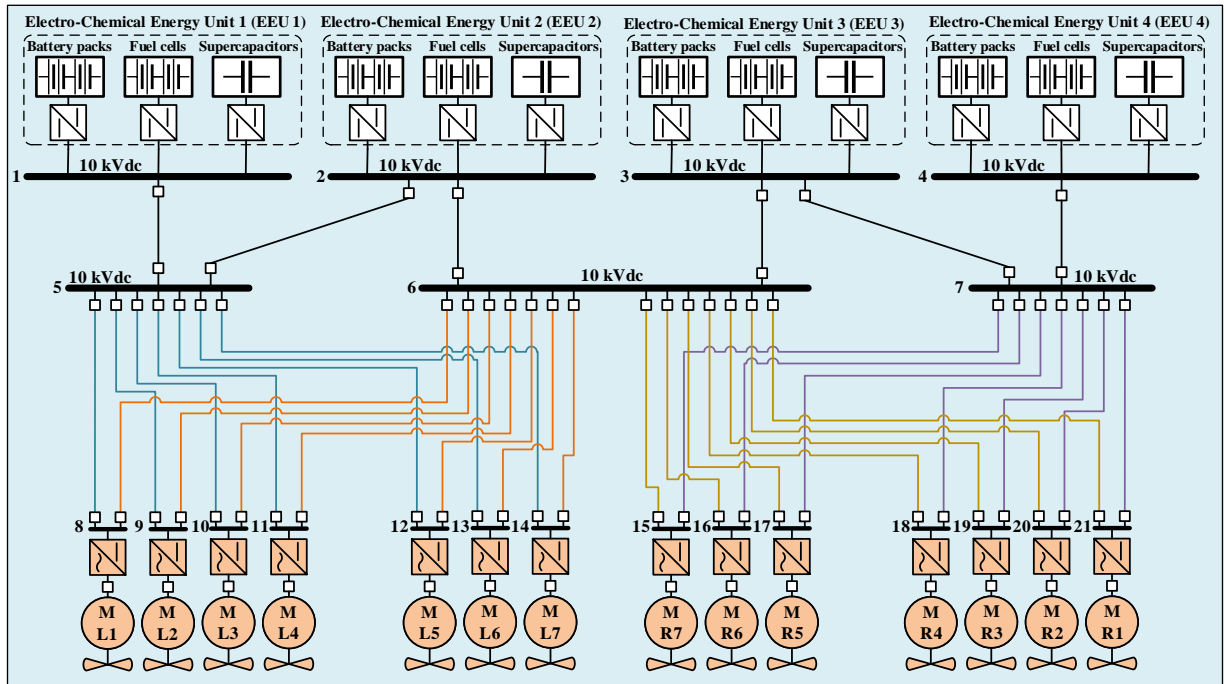 Electro-Chemical Energy Unit 1 (EEU 1) Electro-Chemical Energy Unit 2 (EEU 2) Electro-Chemical Energy Unit 3 (EEU 3) Electro-Chemical Energy Unit 4 (EEU 4)
Battery packs Fuel cells Supercapacitors Battery packs Fuel cells Supercapacitors Battery packs Fuel cells Supercapacitors Battery packs Fuel cells Supercapacitors
10 kVdc 10 kVdc 10 kVdc 10 kVdc
1 2 3 4
10 kVdc 10 kVdc 10 kVdc
5 6 7
8 9 10 11 12 13 14 15 16 17 18 19 20 21
M M M M M M M M M M M M M M
L1 L2 L3 L4 L5 L6 L7 R7 R6 R5 R4 R3 R2 R1